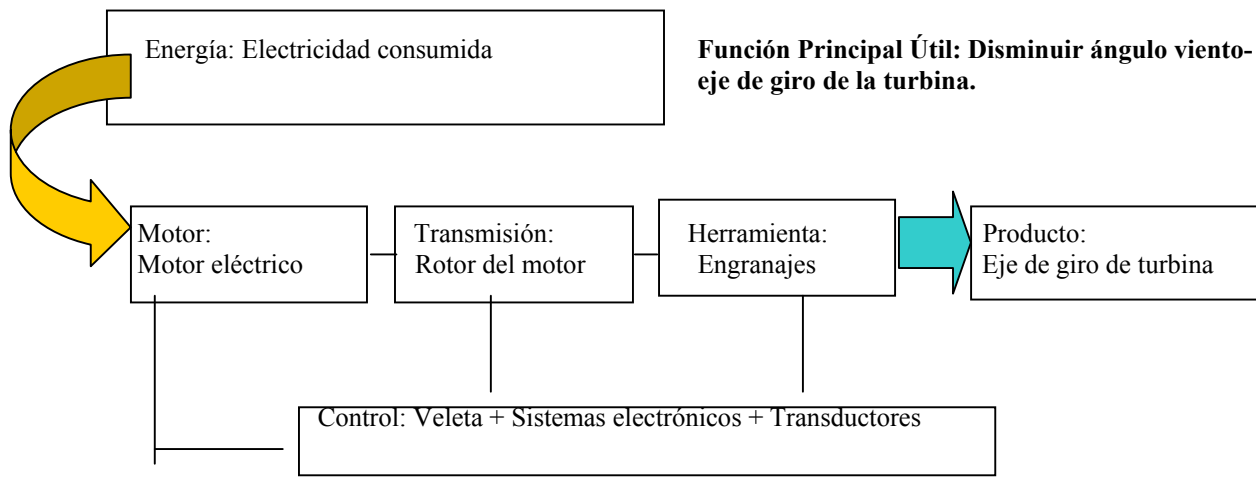 Energía: Electricidad consumida
Función Principal Útil: Disminuir ángulo viento-
eje de giro de la turbina.
Motor:
Motor eléctrico
Transmisión:
Rotor del motor
Herramienta:
Engranajes
Producto:
Eje de giro de turbina
Control: Veleta + Sistemas electrónicos + Transductores